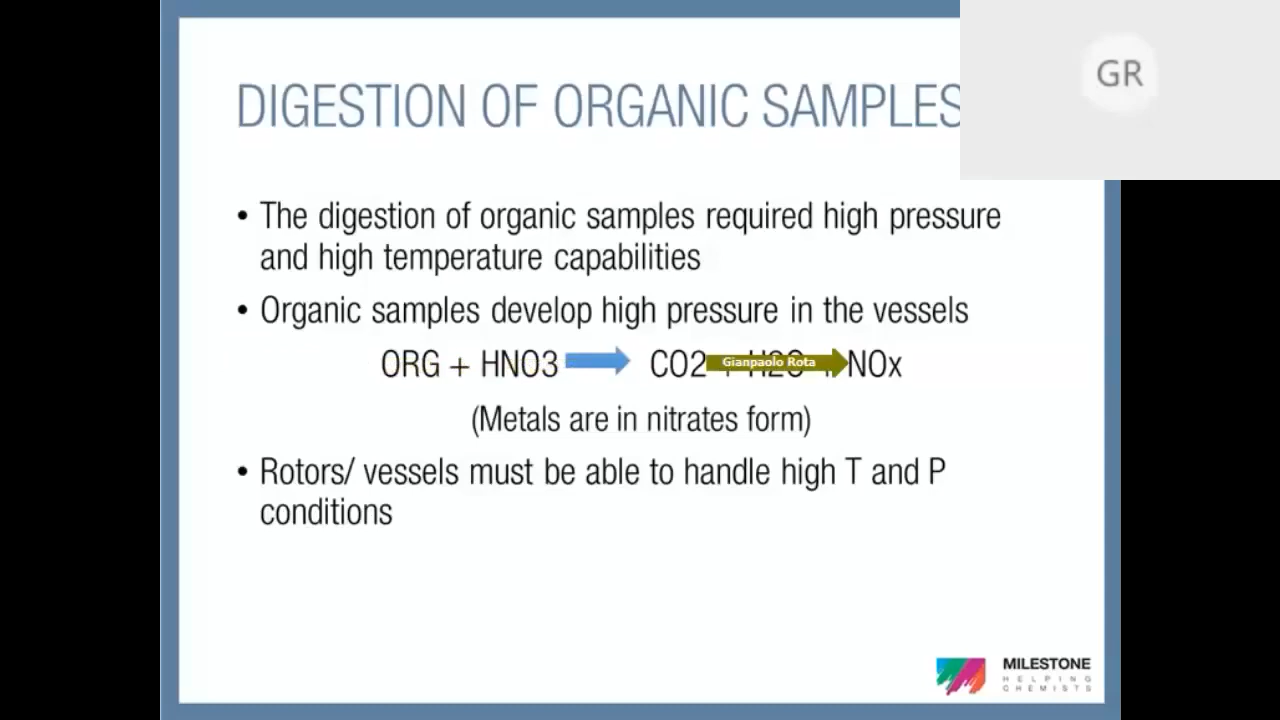 GR
DIGESTION OF ORGANIC SAMPLES
• The digestion of organic samples required high pressure
and high temperature capabilities
• Organic samples develop high pressure in the vessels
ORG + HNO3 CO2 + H2O + NOx
Gianpaolo Rota
(Metals are in nitrates form)
• Rotors/ vessels must be able to handle high T and P
conditions
MILESTONE
HELPING
CHEMISTS